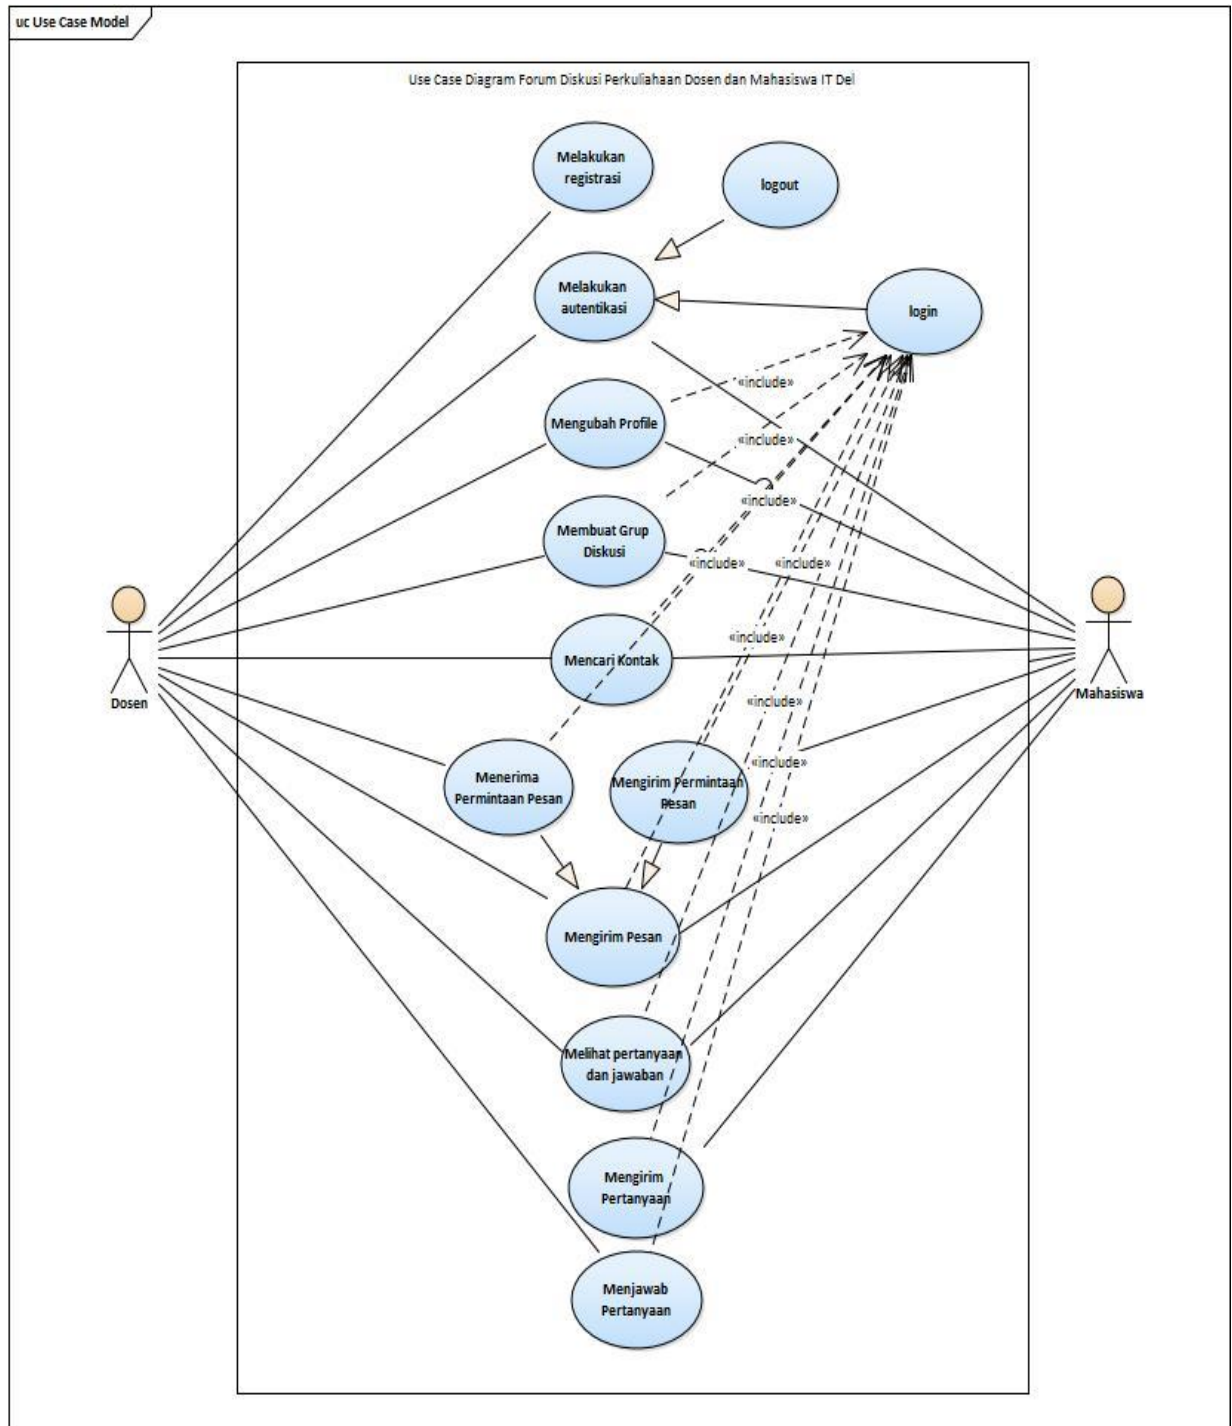 uc Use Case Model
Use Case Diagram Forum Diskusi Perkuliahaan Dosen dan Mahasiswa IT Del
Melakukan
registrasi
logout
Melakukan
autentikasi
login
«include»
Mengubah Profile
«include»
«include»
Membuat Grup
Diskusi
«include»
«include»
«include»
Mencari Kontak
Dosen
Mahasiswa
«include»
«include»
Menerima
Permintaan Pesan
Mengirim Permintaan
Pesan
«include»
Mengirim Pesan
Melihat pertanyaan
dan jawaban
Mengirim
Pertanyaan
Menjawab
Pertanyaan